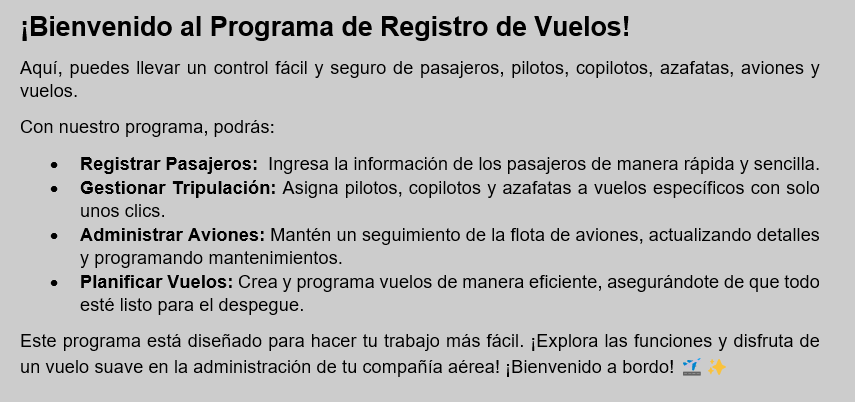 ¡Bienvenido al Programa de Registro de Vuelos!
Aquí, puedes llevar un control fácil y seguro de pasajeros, pilotos, copilotos, azafatas, aviones y
vuelos.
Con nuestro programa, podrás:
• Registrar Pasajeros: Ingresa la información de los pasajeros de manera rápida y sencilla.
• Gestionar Tripulación: Asigna pilotos, copilotos y azafatas a vuelos específicos con solo
unos clics.
• Administrar Aviones: Mantén un seguimiento de la flota de aviones, actualizando detalles
y programando mantenimientos.
• Planificar Vuelos: Crea y programa vuelos de manera eficiente, asegurándote de que todo
esté listo para el despegue.
Este programa está diseñado para hacer tu trabajo más fácil. ¡Explora las funciones y disfruta de
un vuelo suave en la administración de tu compañía aérea! ¡Bienvenido a bordo! 🛫 ✨